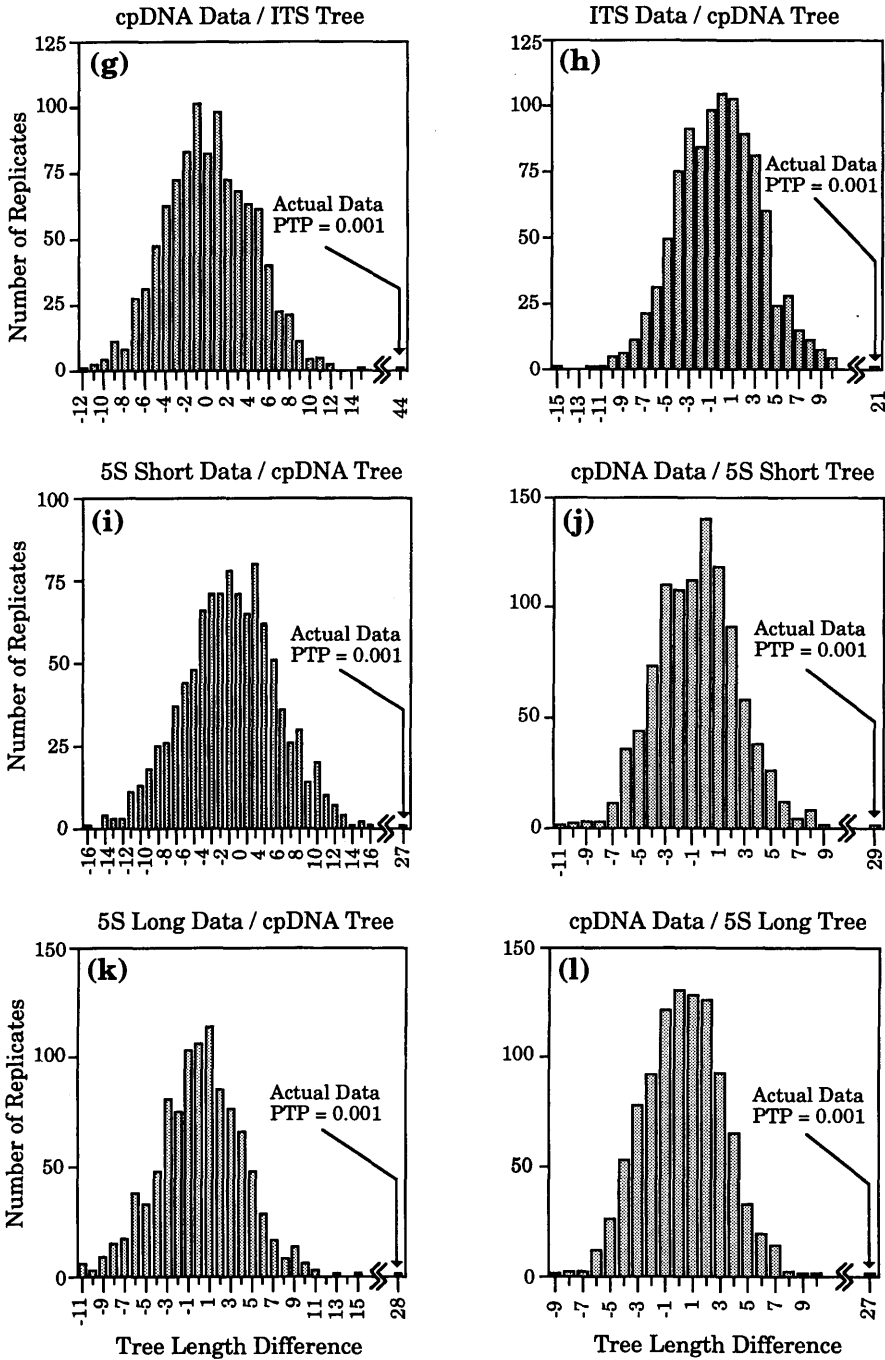 cpDNA Data / ITS Tree
(g)
125
100
75
50
25
0
Number of Replicates
Actual Data
PTP = 0.001
-12 -10 -8 -6 -4 -2 0 2 4 6 8 10 12 14 44
ITS Data / cpDNA Tree
(h)
125
100
75
50
25
0
Actual Data
PTP = 0.001
-15 -13 -11 -9 -7 -5 -3 -1 1 3 5 7 9 21
5S Short Data / cpDNA Tree
(i)
100
75
50
25
0
Number of Replicates
Actual Data
PTP = 0.001
-16 -14 -12 -10 -8 -6 -4 -2 0 2 4 6 8 10 12 14 16 27
cpDNA Data / 5S Short Tree
(j)
150
100
50
0
Actual Data
PTP = 0.001
-11 -9 -7 -5 -3 -1 1 3 5 7 9 29
5S Long Data / cpDNA Tree
(k)
150
100
50
0
Number of Replicates
Actual Data
PTP = 0.001
-11 -9 -7 -5 -3 -1 1 3 5 7 9 11 13 15 28
Tree Length Difference
cpDNA Data / 5S Long Tree
(l)
150
100
50
0
Actual Data
PTP = 0.001
-9 -7 -5 -3 -1 1 3 5 7 9 27
Tree Length Difference